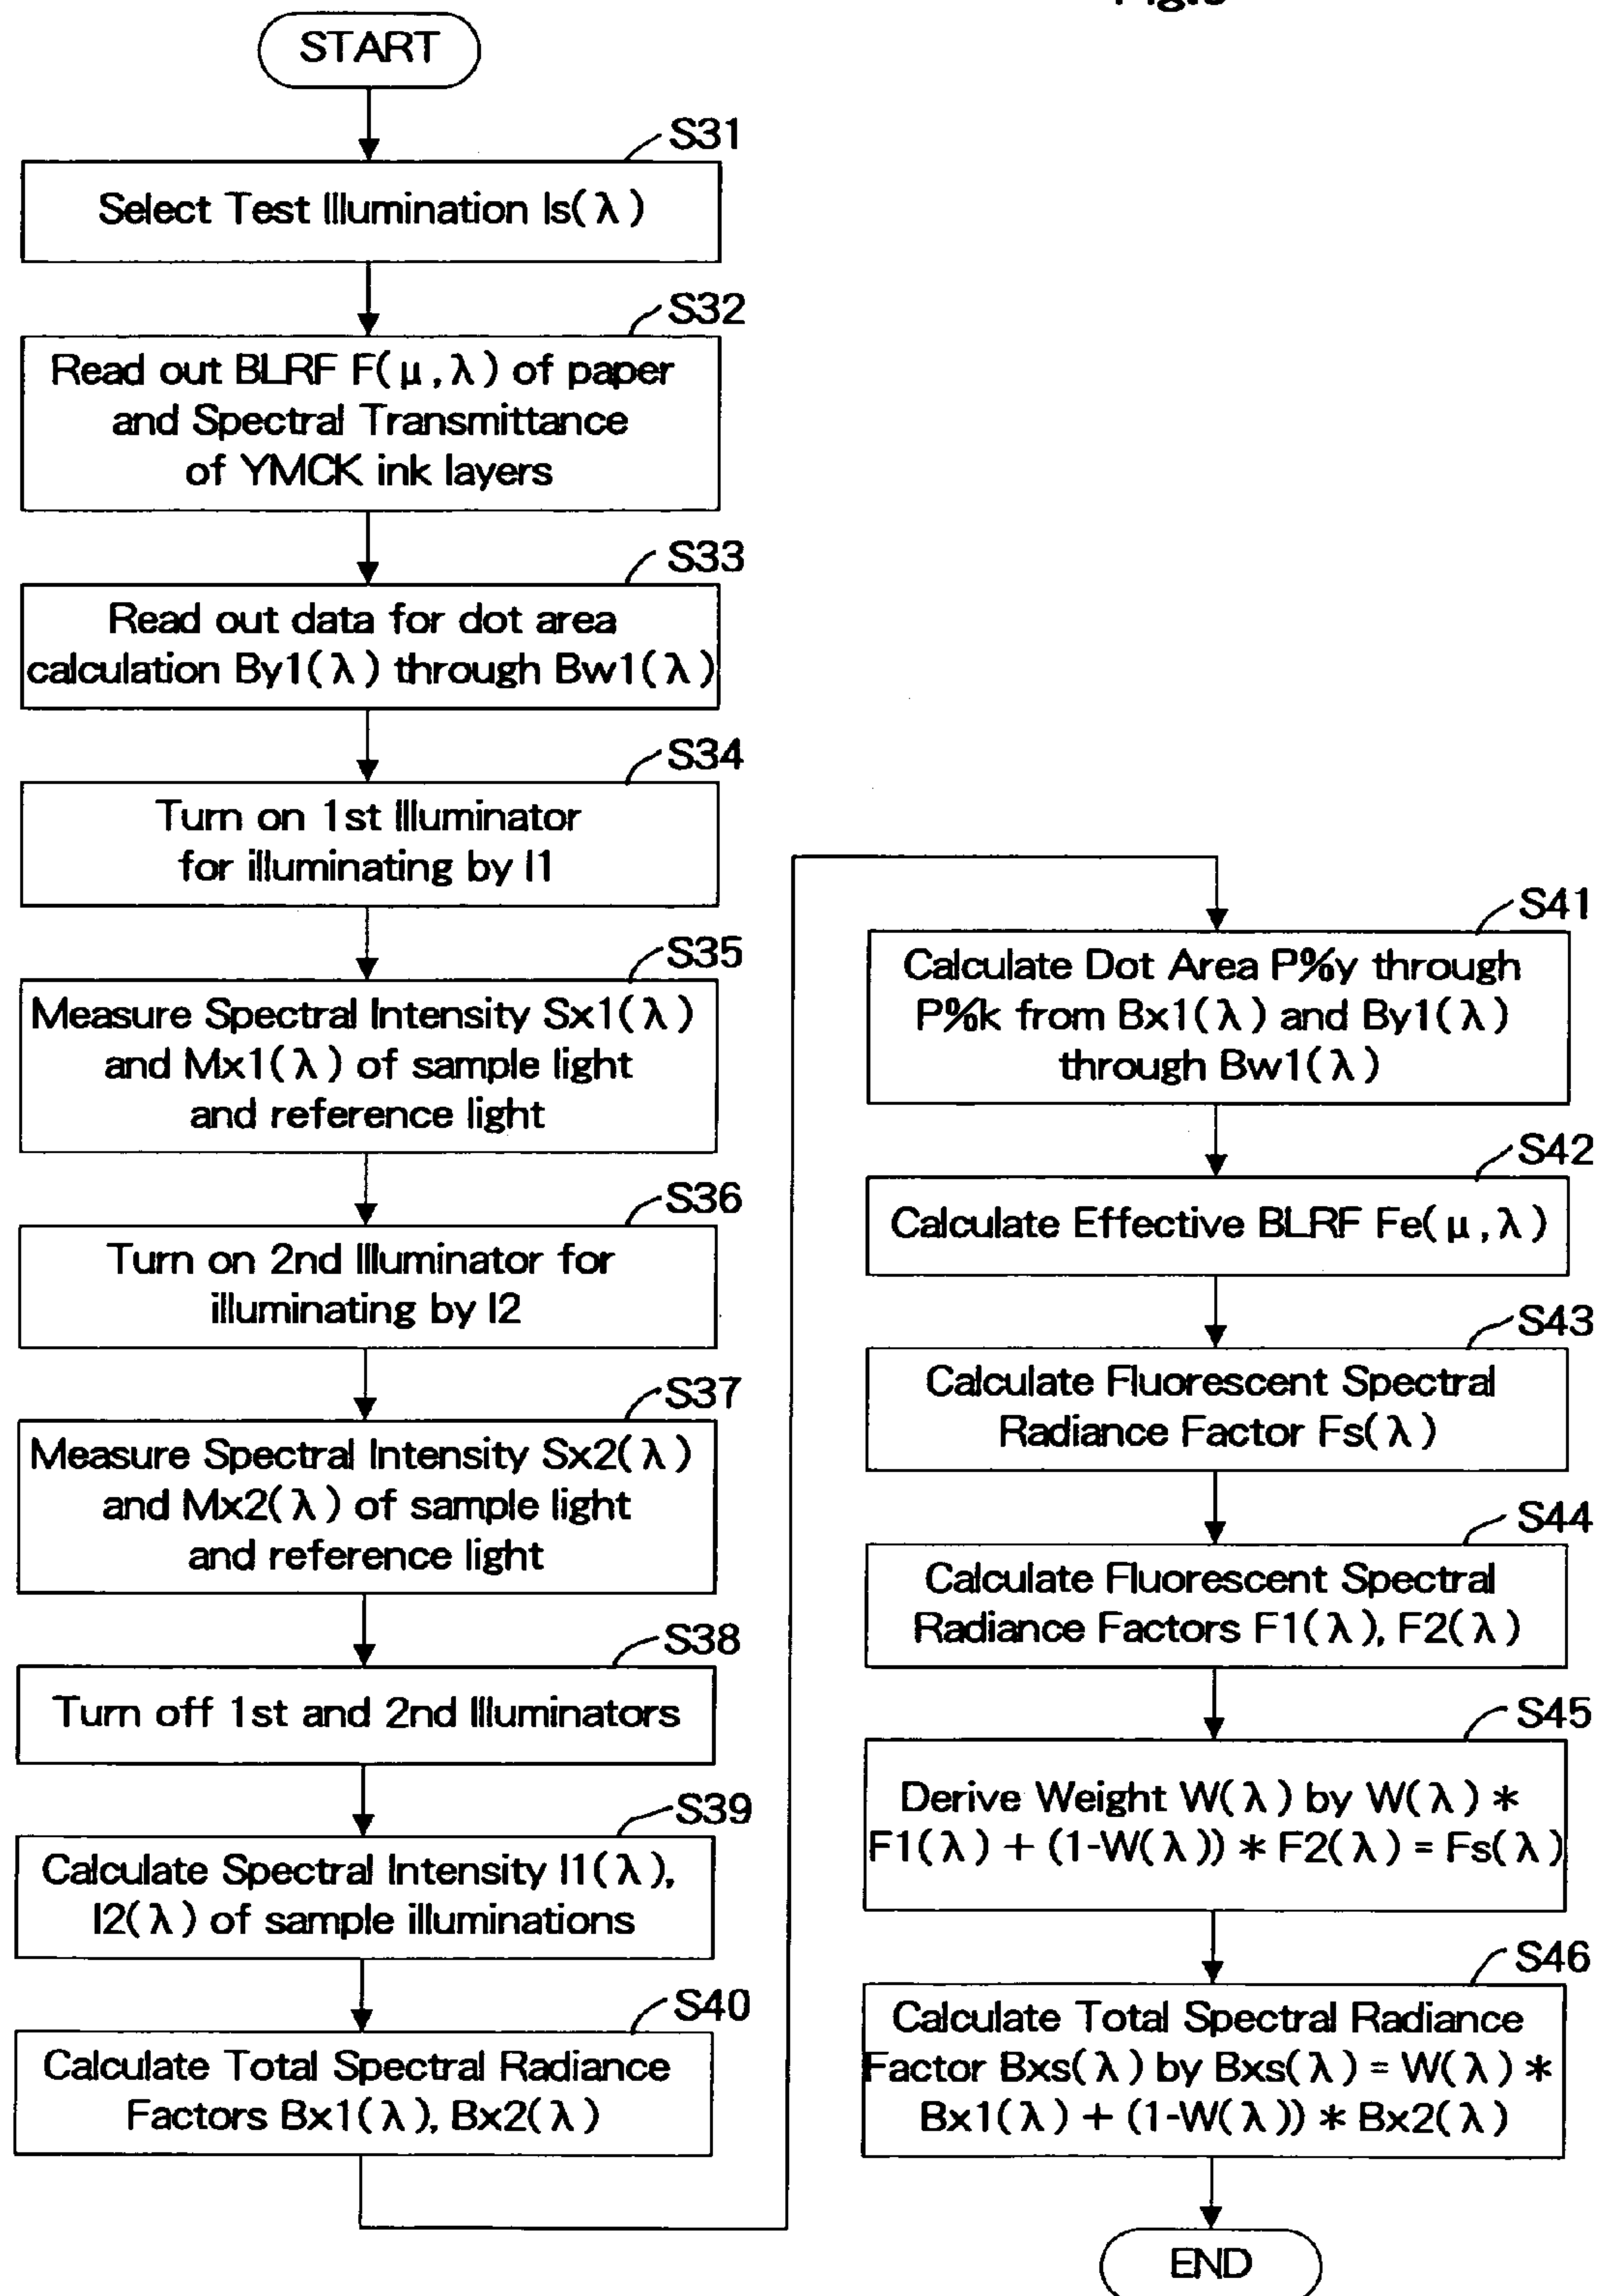 START
S31
Select Test Illumination Is(λ)
S32
Read out BLRF F(μ,λ) of paper
and Spectral Transmittance
of YMCK ink layers
S33
Read out data for dot area
calculation By1(λ) through Bw1(λ)
S34
Turn on 1st Illuminator
for illuminating by I1
S35
Measure Spectral Intensity Sx1(λ)
and Mx1(λ) of sample light
and reference light
S36
Turn on 2nd Illuminator for
illuminating by I2
S37
Measure Spectral Intensity Sx2(λ)
and Mx2(λ) of sample light
and reference light
S38
Turn off 1st and 2nd Illuminators
S39
Calculate Spectral Intensity I1(λ),
I2(λ) of sample illuminations
S40
Calculate Total Spectral Radiance
Factors Bx1(λ), Bx2(λ)
S41
Calculate Dot Area P%y through
P%k from Bx1(λ) and By1(λ)
through Bw1(λ)
S42
Calculate Effective BLRF Fe(μ,λ)
S43
Calculate Fluorescent Spectral
Radiance Factor Fs(λ)
S44
Calculate Fluorescent Spectral
Radiance Factors F1(λ), F2(λ)
S45
Derive Weight W(λ) by W(λ) *
F1(λ) + (1-W(λ)) * F2(λ) = Fs(λ)
S46
Calculate Total Spectral Radiance
Factor Bxs(λ) by Bxs(λ) = W(λ) *
Bx1(λ) + (1-W(λ)) * Bx2(λ)
END